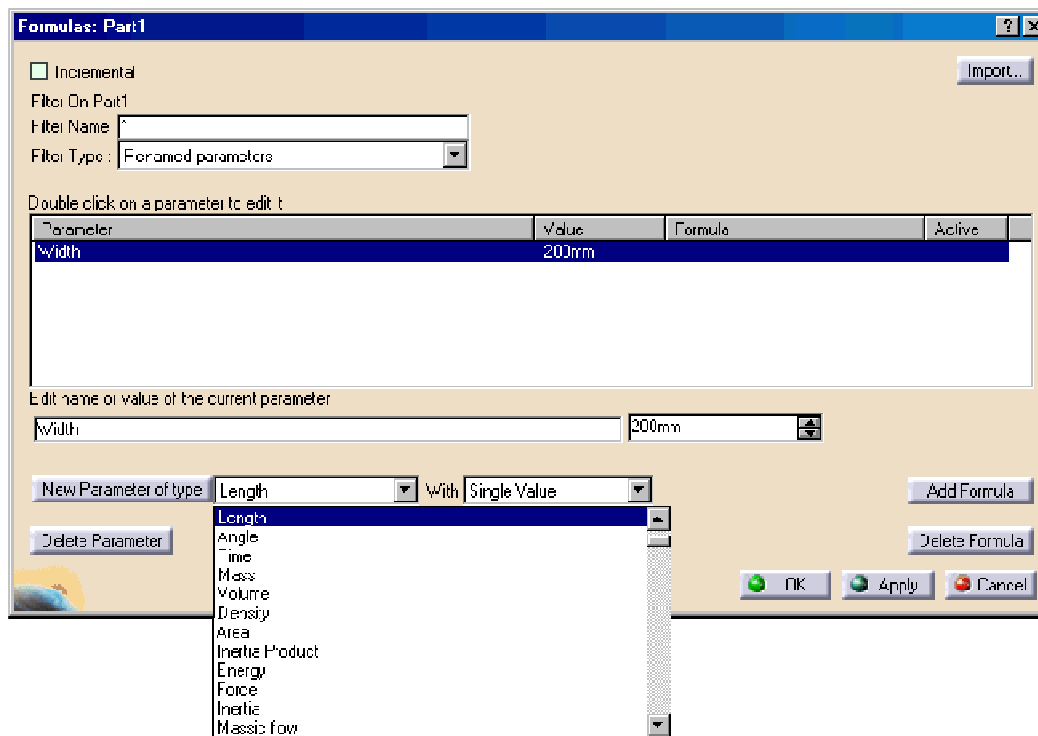 Formulas: Part1
Incremental
Import...
Filter On Part1
Filter Name
*
Filter Type :
Renamed parameters
Double click on a parameter to edit it
Parameter Value Formula Active
Width 200mm
Edit name or value of the current parameter
Width 200mm
New Parameter of type Length With Single Value Add Formula
Delete Parameter Delete Formula
OK Apply Cancel
Length
Angle
Time
Mass
Volume
Density
Area
Inertia Product
Energy
Force
Inertia
Massic flow